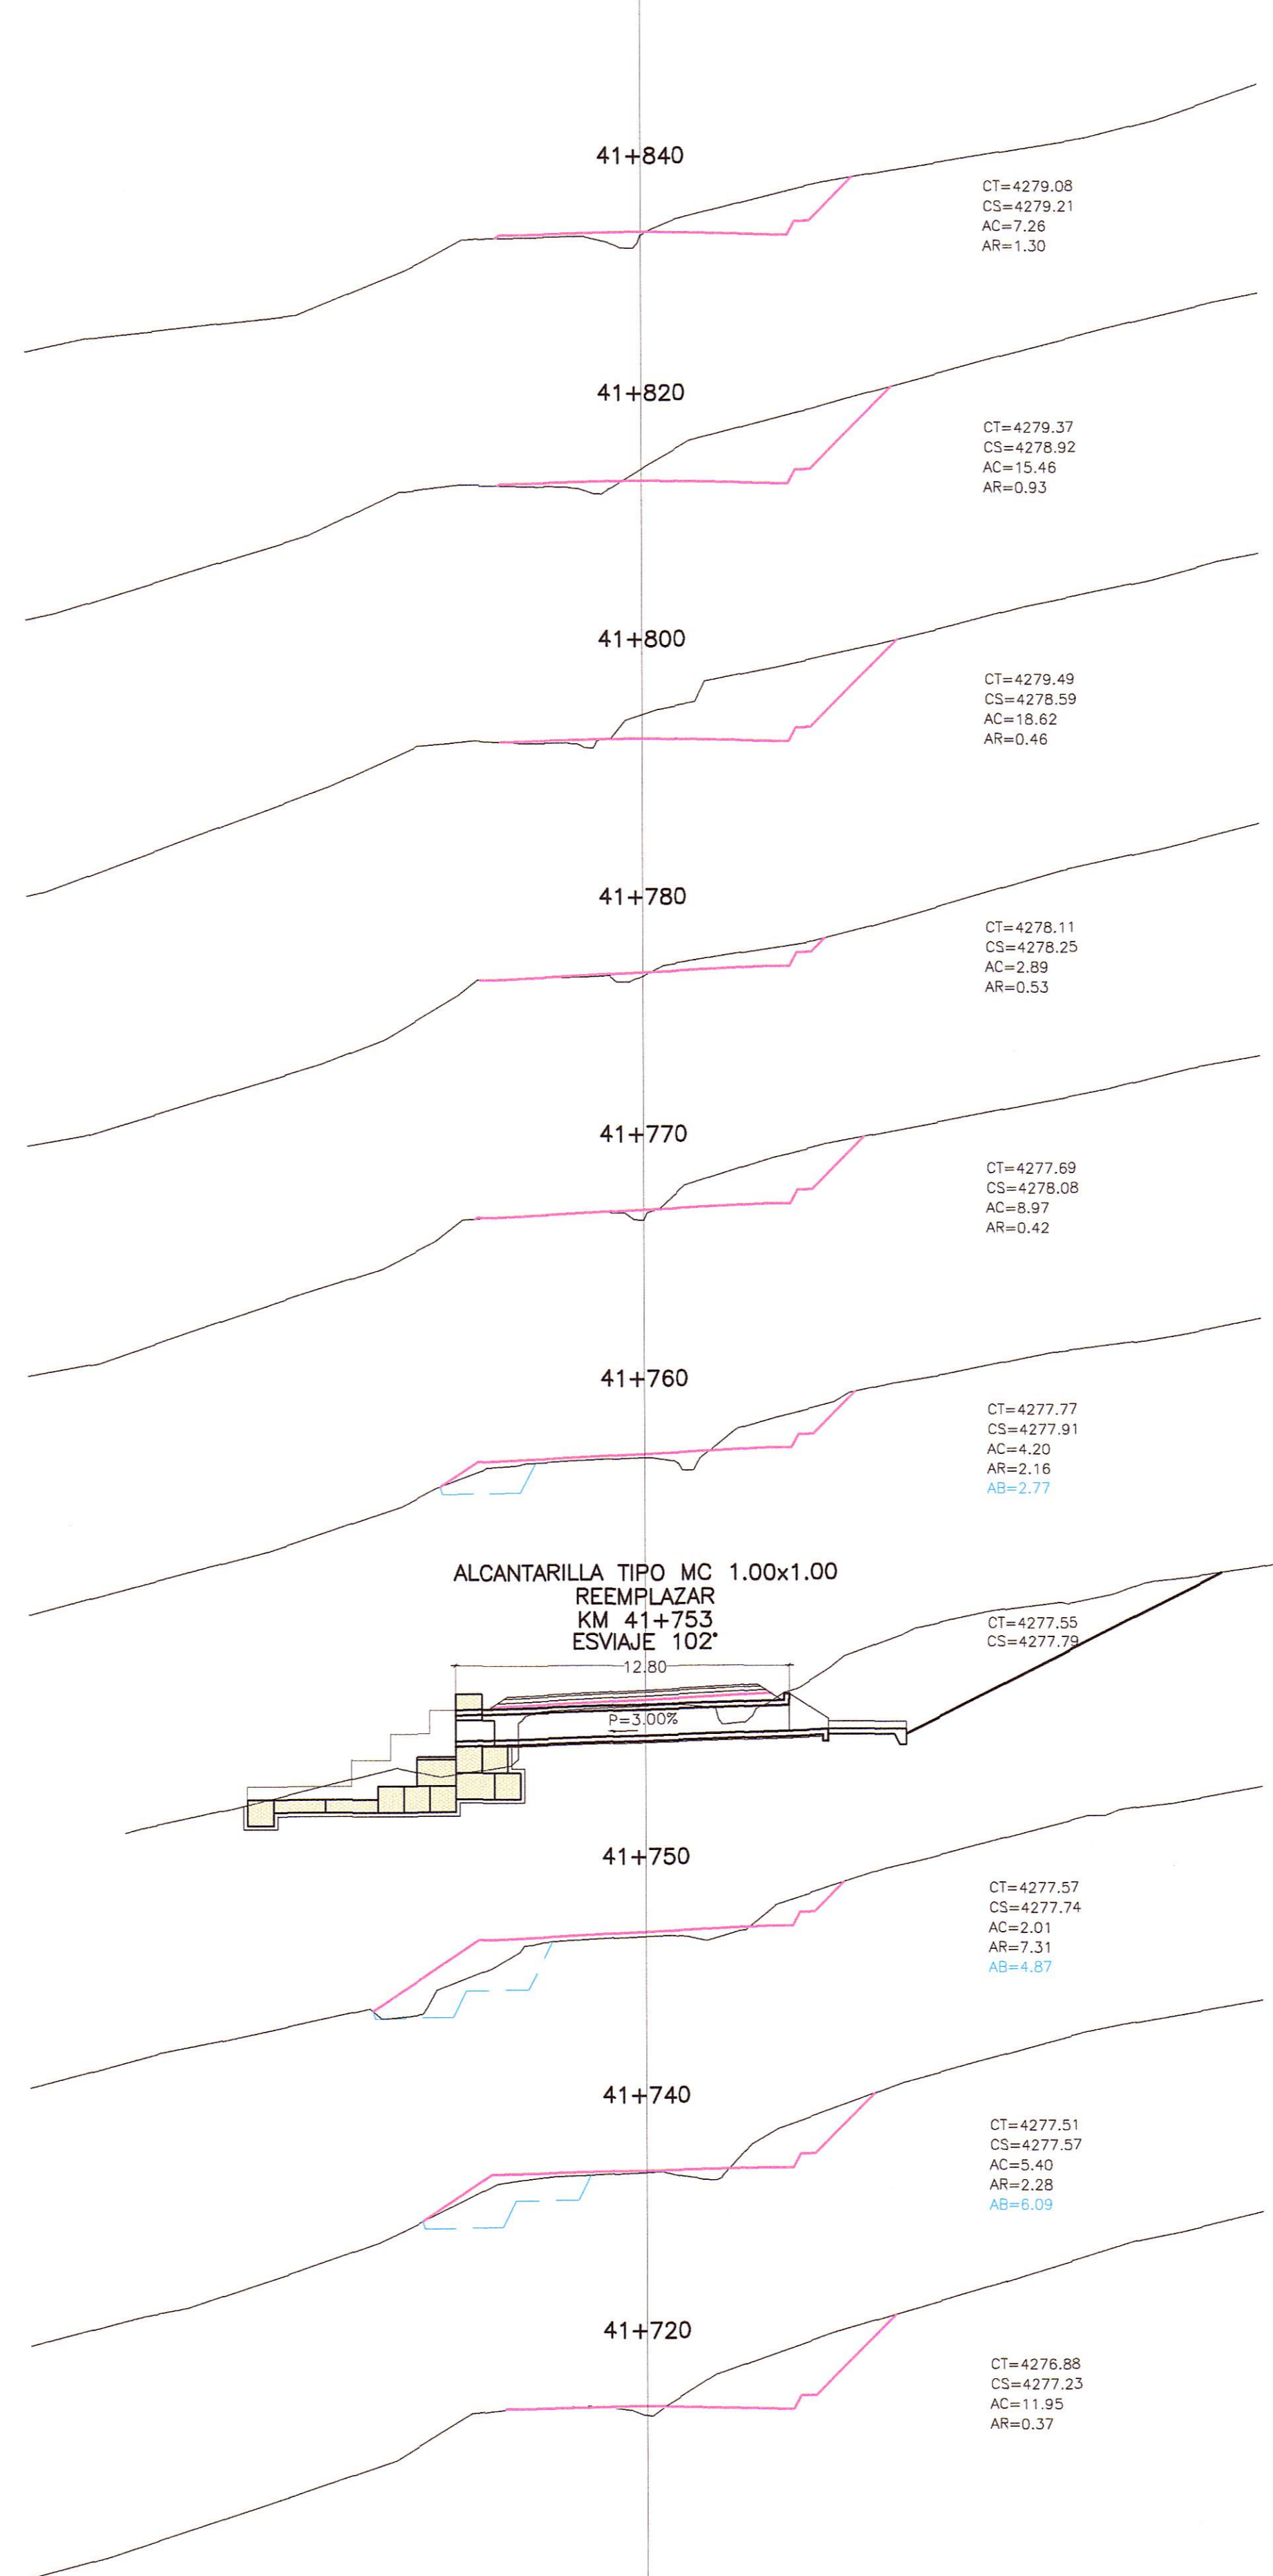 41+840
CT=4279.08
CS=4279.21
AC=7.26
AR=1.30
41+820
CT=4279.37
CS=4278.92
AC=15.46
AR=0.93
41+800
CT=4279.49
CS=4278.59
AC=18.62
AR=0.46
41+780
CT=4278.11
CS=4278.25
AC=2.89
AR=0.53
41+770
CT=4277.69
CS=4278.08
AC=8.97
AR=0.42
41+760
CT=4277.77
CS=4277.91
AC=4.20
AR=2.16
AB=2.77
ALCANTARILLA TIPO MC 1.00x1.00
REEMPLAZAR
KM 41+753
ESVIAJE 102°
CT=4277.55
CS=4277.79
12.80
P=3.00%
41+750
CT=4277.57
CS=4277.74
AC=2.01
AR=7.31
AB=4.87
41+740
CT=4277.51
CS=4277.57
AC=5.40
AR=2.28
AB=6.09
41+720
CT=4276.88
CS=4277.23
AC=11.95
AR=0.37